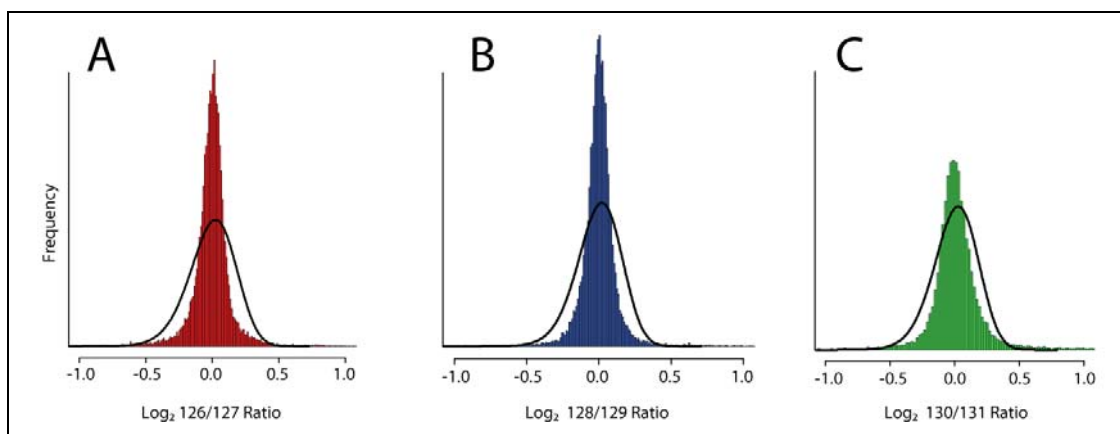 A
B
C
Frequency
-1.0 -0.5 0.0 0.5 1.0
-1.0 -0.5 0.0 0.5 1.0
-1.0 -0.5 0.0 0.5 1.0
Log₂ 126/127 Ratio
Log₂ 128/129 Ratio
Log₂ 130/131 Ratio